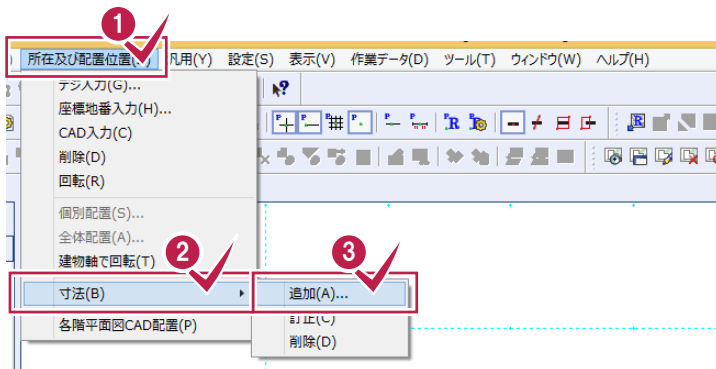 1
所在及び配置位置 汎用(Y) 設定(S) 表示(V) 作業データ(D) ツール(T) ウィンドウ(W) ヘルプ(H)
デジ入力(G)...
座標地番入力(H)...
CAD入力(C)
削除(D)
回転(R)
個別配置(S)...
全体配置(A)...
建物軸で回転(T)
2
3
寸法(B)
追加(A)...
訂正(C)
各階平面図CAD配置(P)
削除(D)